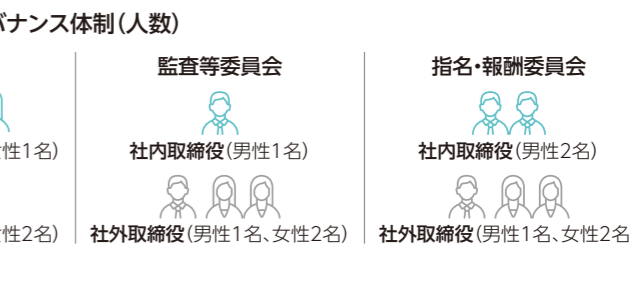 バナンス体制（人数）
監査等委員会
指名・報酬委員会
性1名）
社内取締役（男性1名）
社内取締役（男性2名）
性2名）
社外取締役（男性1名、女性2名）
社外取締役（男性1名、女性2名